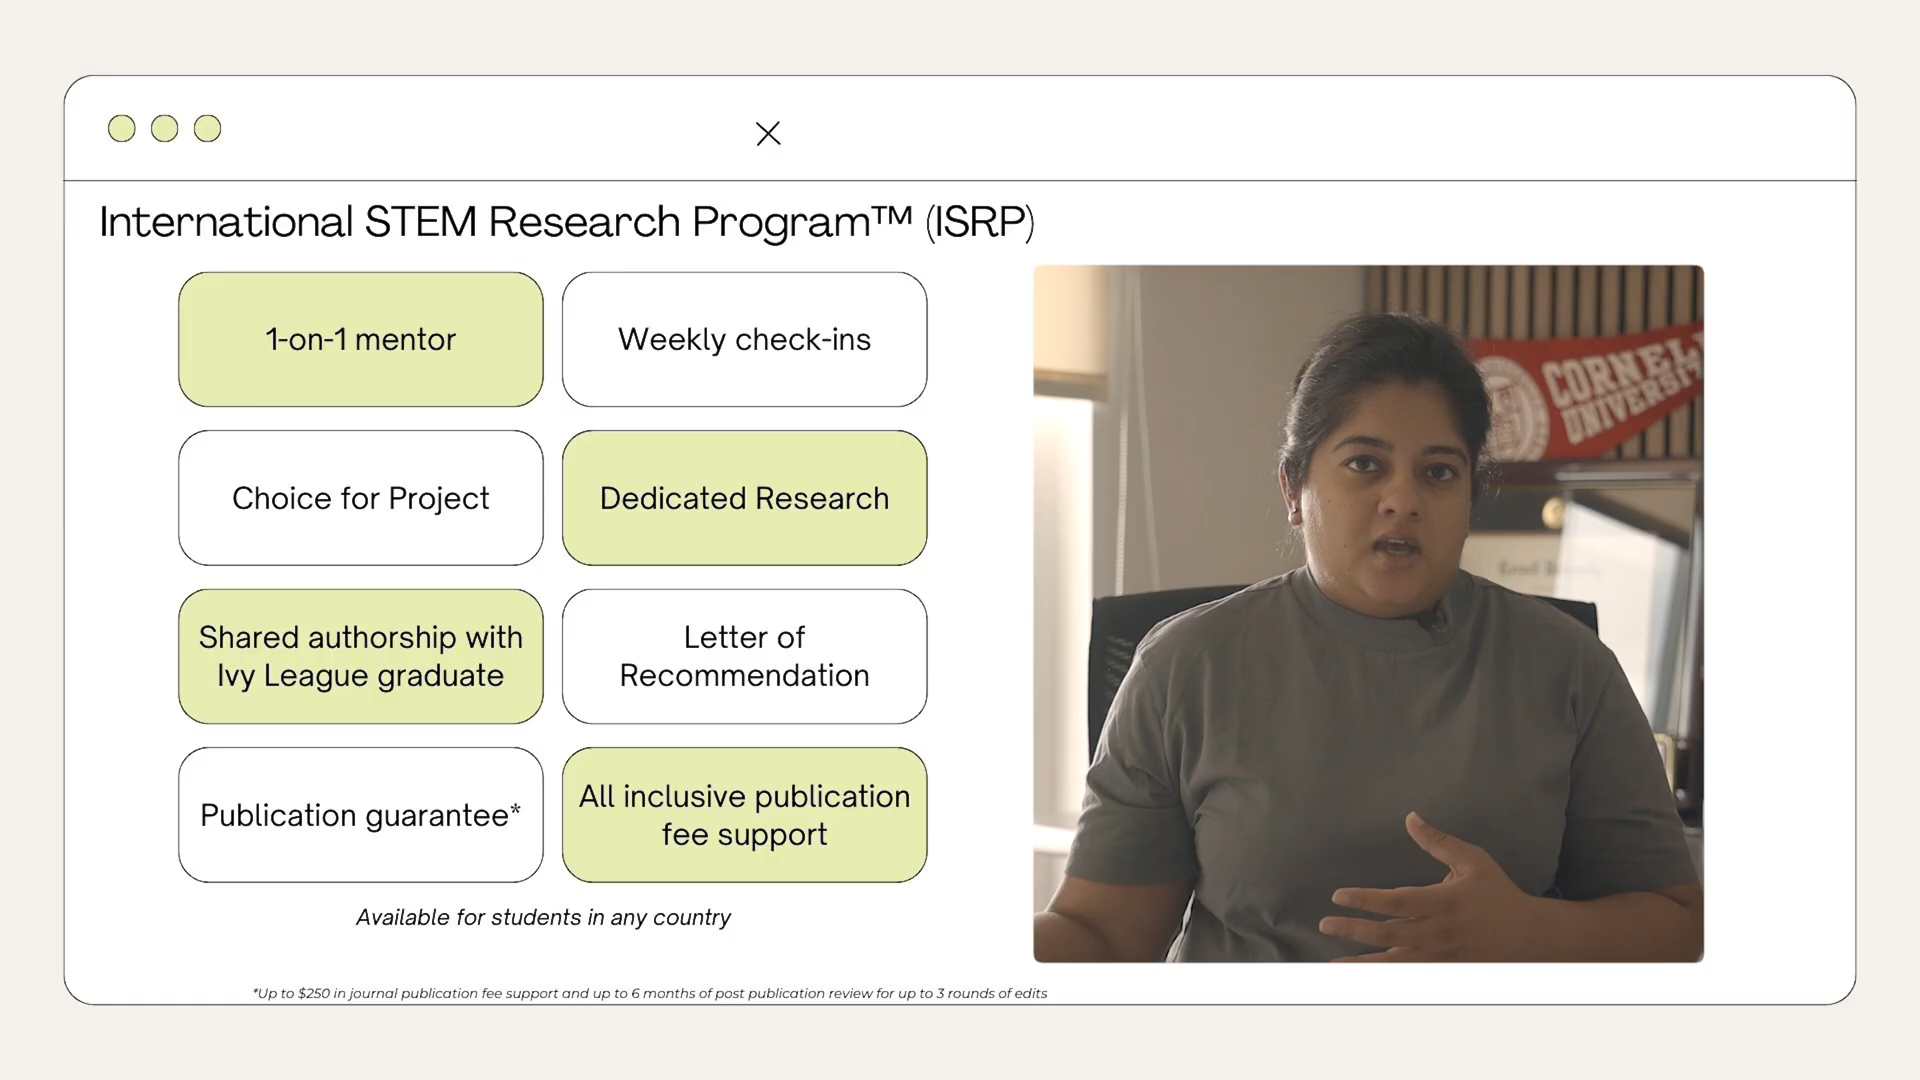 International STEM Research Program™ (ISRP)
1-on-1 mentor
Weekly check-ins
Choice for Project
Dedicated Research
Shared authorship with
Ivy League graduate
Letter of
Recommendation
Publication guarantee*
All inclusive publication
fee support
Available for students in any country
*Up to $250 in journal publication fee support and up to 6 months of post publication review for up to 3 rounds of edits
CORNELL
UNIVERSITY